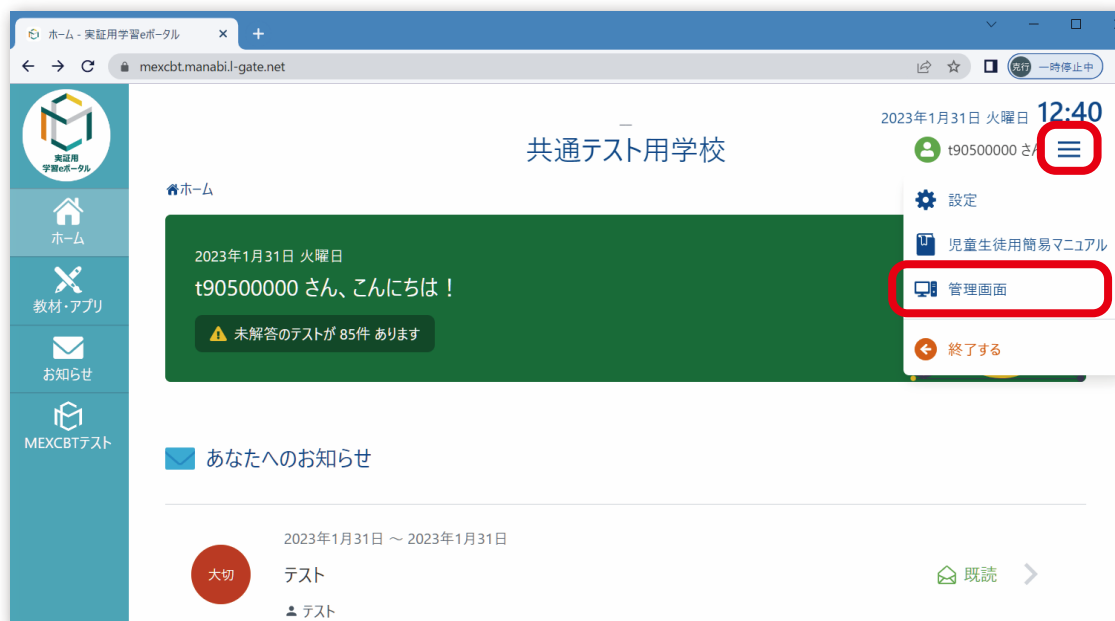 ホーム - 実証用学習eポータル
mexcbt.manabi.l-gate.net
一時停止中
実証用
学習eポータル
ホーム
教材・アプリ
お知らせ
MEXCBTテスト
2023年1月31日 火曜日 12:40
共通テスト用学校
t90500000 さん
ホーム
設定
児童生徒用簡易マニュアル
管理画面
終了する
2023年1月31日 火曜日
t90500000 さん、こんにちは！
未解答のテストが 85件 あります
あなたへのお知らせ
2023年1月31日 ～ 2023年1月31日
大切
テスト
既読
テスト